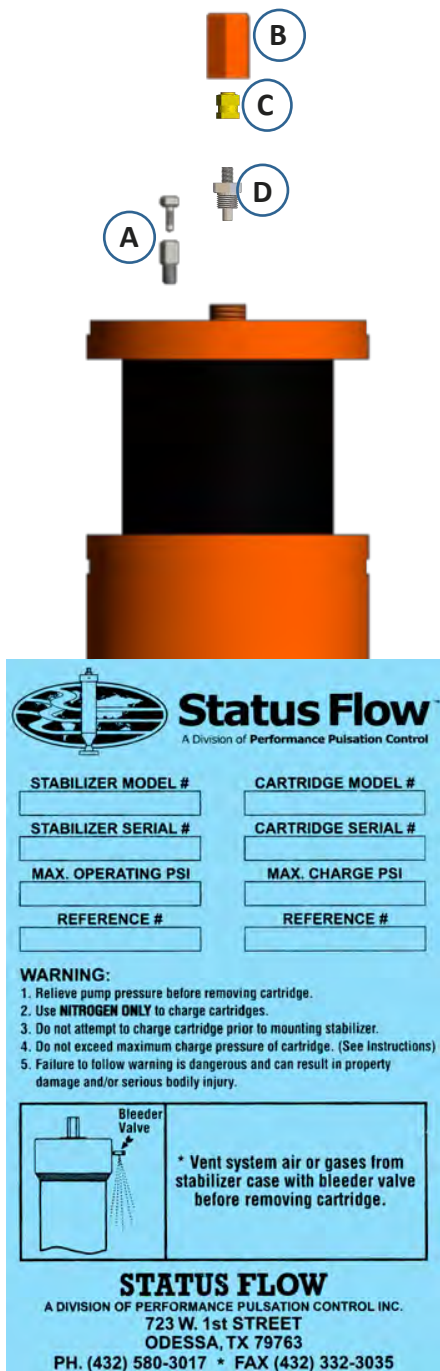 B
C
D
A
Status Flow
A Division of Performance Pulsation Control
STABILIZER MODEL #
CARTRIDGE MODEL #
STABILIZER SERIAL #
CARTRIDGE SERIAL #
MAX. OPERATING PSI
MAX. CHARGE PSI
REFERENCE #
REFERENCE #
WARNING:
1. Relieve pump pressure before removing cartridge.
2. Use NITROGEN ONLY to charge cartridges.
3. Do not attempt to charge cartridge prior to mounting stabilizer.
4. Do not exceed maximum charge pressure of cartridge. (See Instructions)
5. Failure to follow warning is dangerous and can result in property
damage and/or serious bodily injury.
Bleeder
Valve
* Vent system air or gases from
stabilizer case with bleeder valve
before removing cartridge.
STATUS FLOW
A DIVISION OF PERFORMANCE PULSATION CONTROL INC.
723 W. 1st STREET
ODESSA, TX 79763
PH. (432) 580-3017 * FAX (432) 332-3035